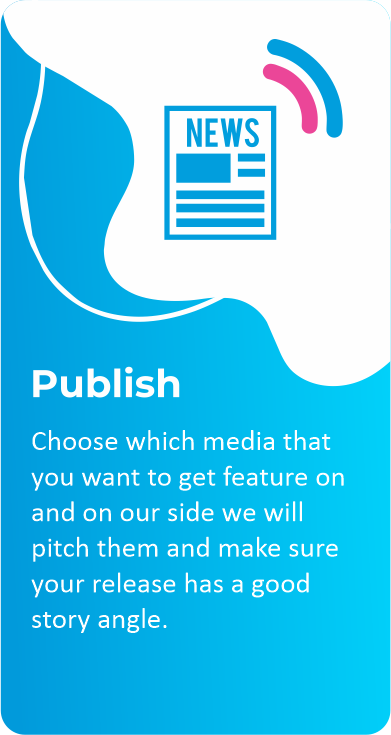 NEWS
Publish
Choose which media that
you want to get feature on
and on our side we will
pitch them and make sure
your release has a good
story angle.